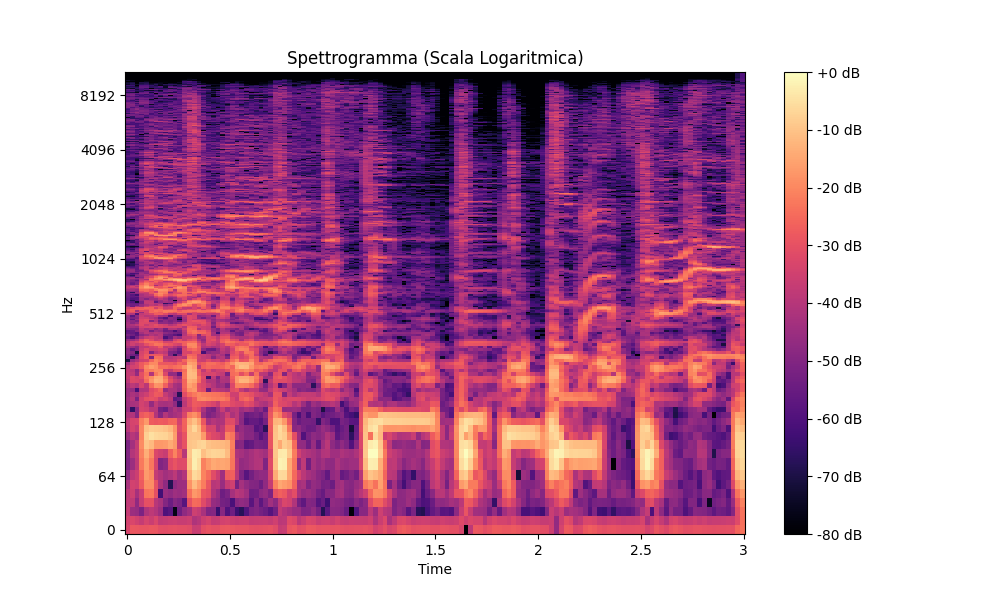 Spettrogramma (Scala Logaritmica)
8192
4096
2048
1024
512
256
128
64
0
Hz
0
0.5
1
1.5
2
2.5
3
Time
+0 dB
-10 dB
-20 dB
-30 dB
-40 dB
-50 dB
-60 dB
-70 dB
-80 dB